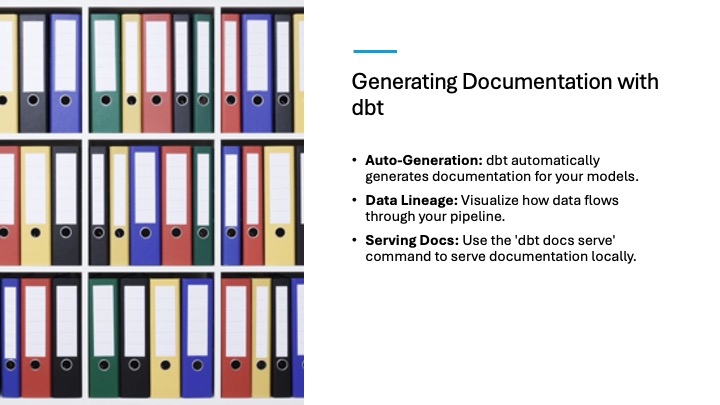 Generating Documentation with
dbt
• Auto-Generation: dbt automatically
generates documentation for your models.
• Data Lineage: Visualize how data flows
through your pipeline.
• Serving Docs: Use the 'dbt docs serve'
command to serve documentation locally.